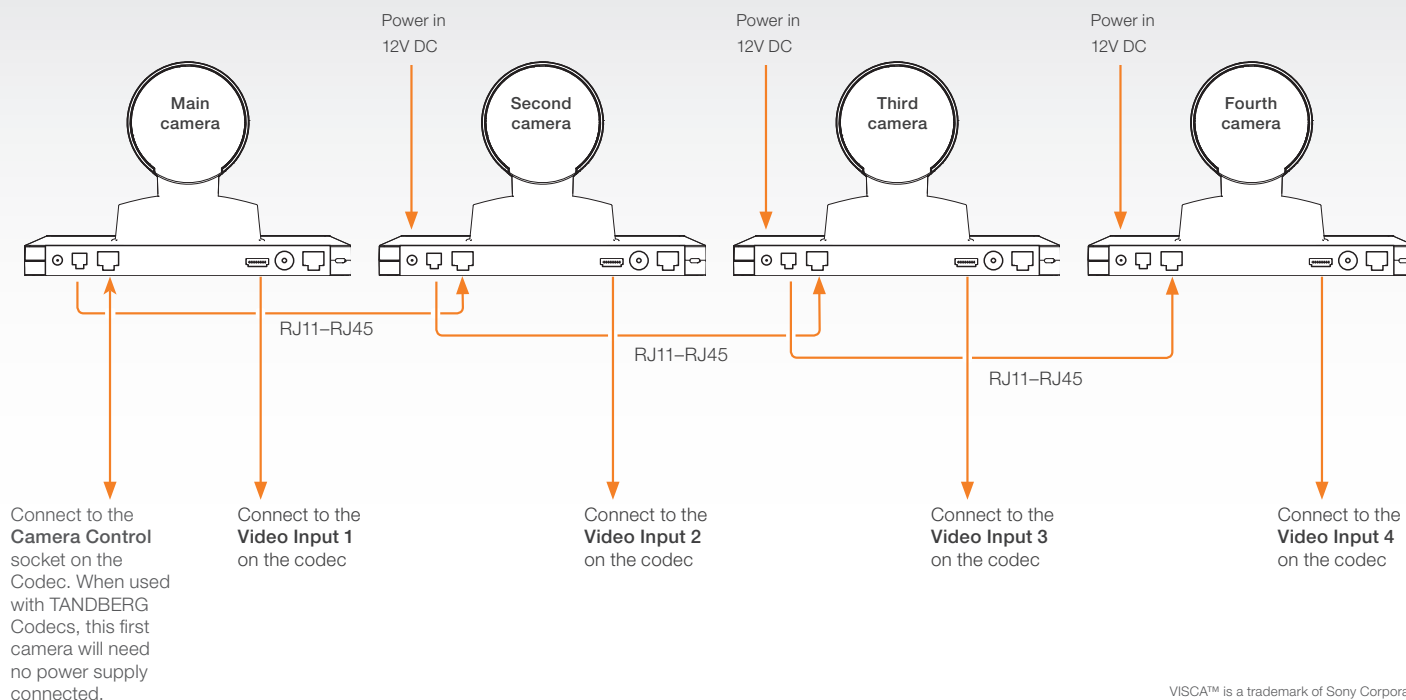 Power in
12V DC
Power in
12V DC
Power in
12V DC
Main
camera
Second
camera
Third
camera
Fourth
camera
RJ11–RJ45
RJ11–RJ45
RJ11–RJ45
Connect to the
Camera Control
socket on the
Codec. When used
with TANDBERG
Codecs, this first
camera will need
no power supply
connected.
Connect to the
Video Input 1
on the codec
Connect to the
Video Input 2
on the codec
Connect to the
Video Input 3
on the codec
Connect to the
Video Input 4
on the codec
VISCA™ is a trademark of Sony Corpora